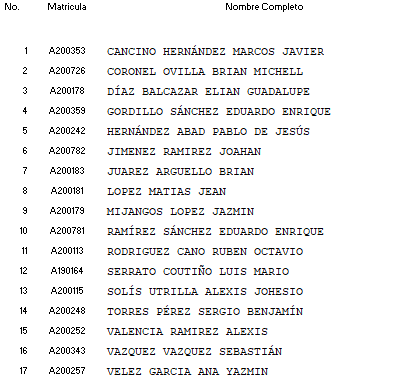 No. Matricula Nombre Completo
1 A200353 CANCINO HERNÁNDEZ MARCOS JAVIER
2 A200726 CORONEL OVILLA BRIAN MICHELL
3 A200178 DÍAZ BALCAZAR ELIAN GUADALUPE
4 A200359 GORDILLO SÁNCHEZ EDUARDO ENRIQUE
5 A200242 HERNÁNDEZ ABAD PABLO DE JESÚS
6 A200782 JIMENEZ RAMIREZ JOAHAN
7 A200183 JUAREZ ARGUELLO BRIAN
8 A200181 LOPEZ MATIAS JEAN
9 A200179 MIJANGOS LOPEZ JAZMIN
10 A200781 RAMÍREZ SÁNCHEZ EDUARDO ENRIQUE
11 A200113 RODRIGUEZ CANO RUBEN OCTAVIO
12 A190164 SERRATO COUTIÑO LUIS MARIO
13 A200115 SOLÍS UTRILLA ALEXIS JOHESIO
14 A200248 TORRES PÉREZ SERGIO BENJAMÍN
15 A200252 VALENCIA RAMIREZ ALEXIS
16 A200343 VAZQUEZ VAZQUEZ SEBASTIÁN
17 A200257 VELEZ GARCIA ANA YAZMIN